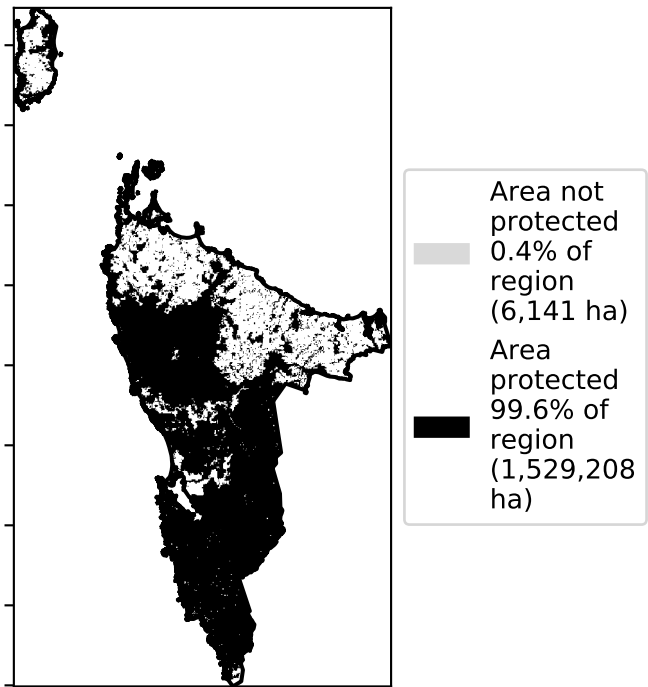 Area not
protected
0.4% of
region
(6,141 ha)
Area
protected
99.6% of
region
(1,529,208
ha)